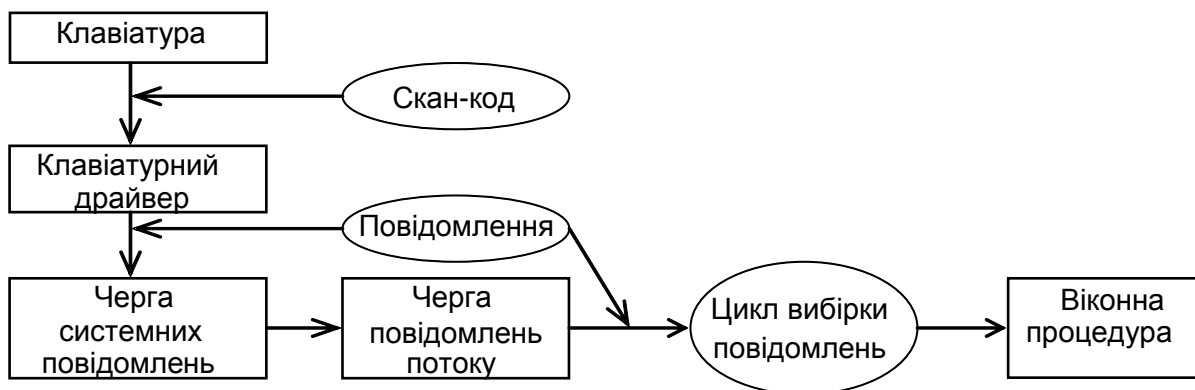 Клавіатура
Скан-код
Клавіатурний
драйвер
Повідомлення
Черга
системних
повідомлень
Черга
повідомлень
потоку
Цикл вибірки
повідомлень
Віконна
процедура